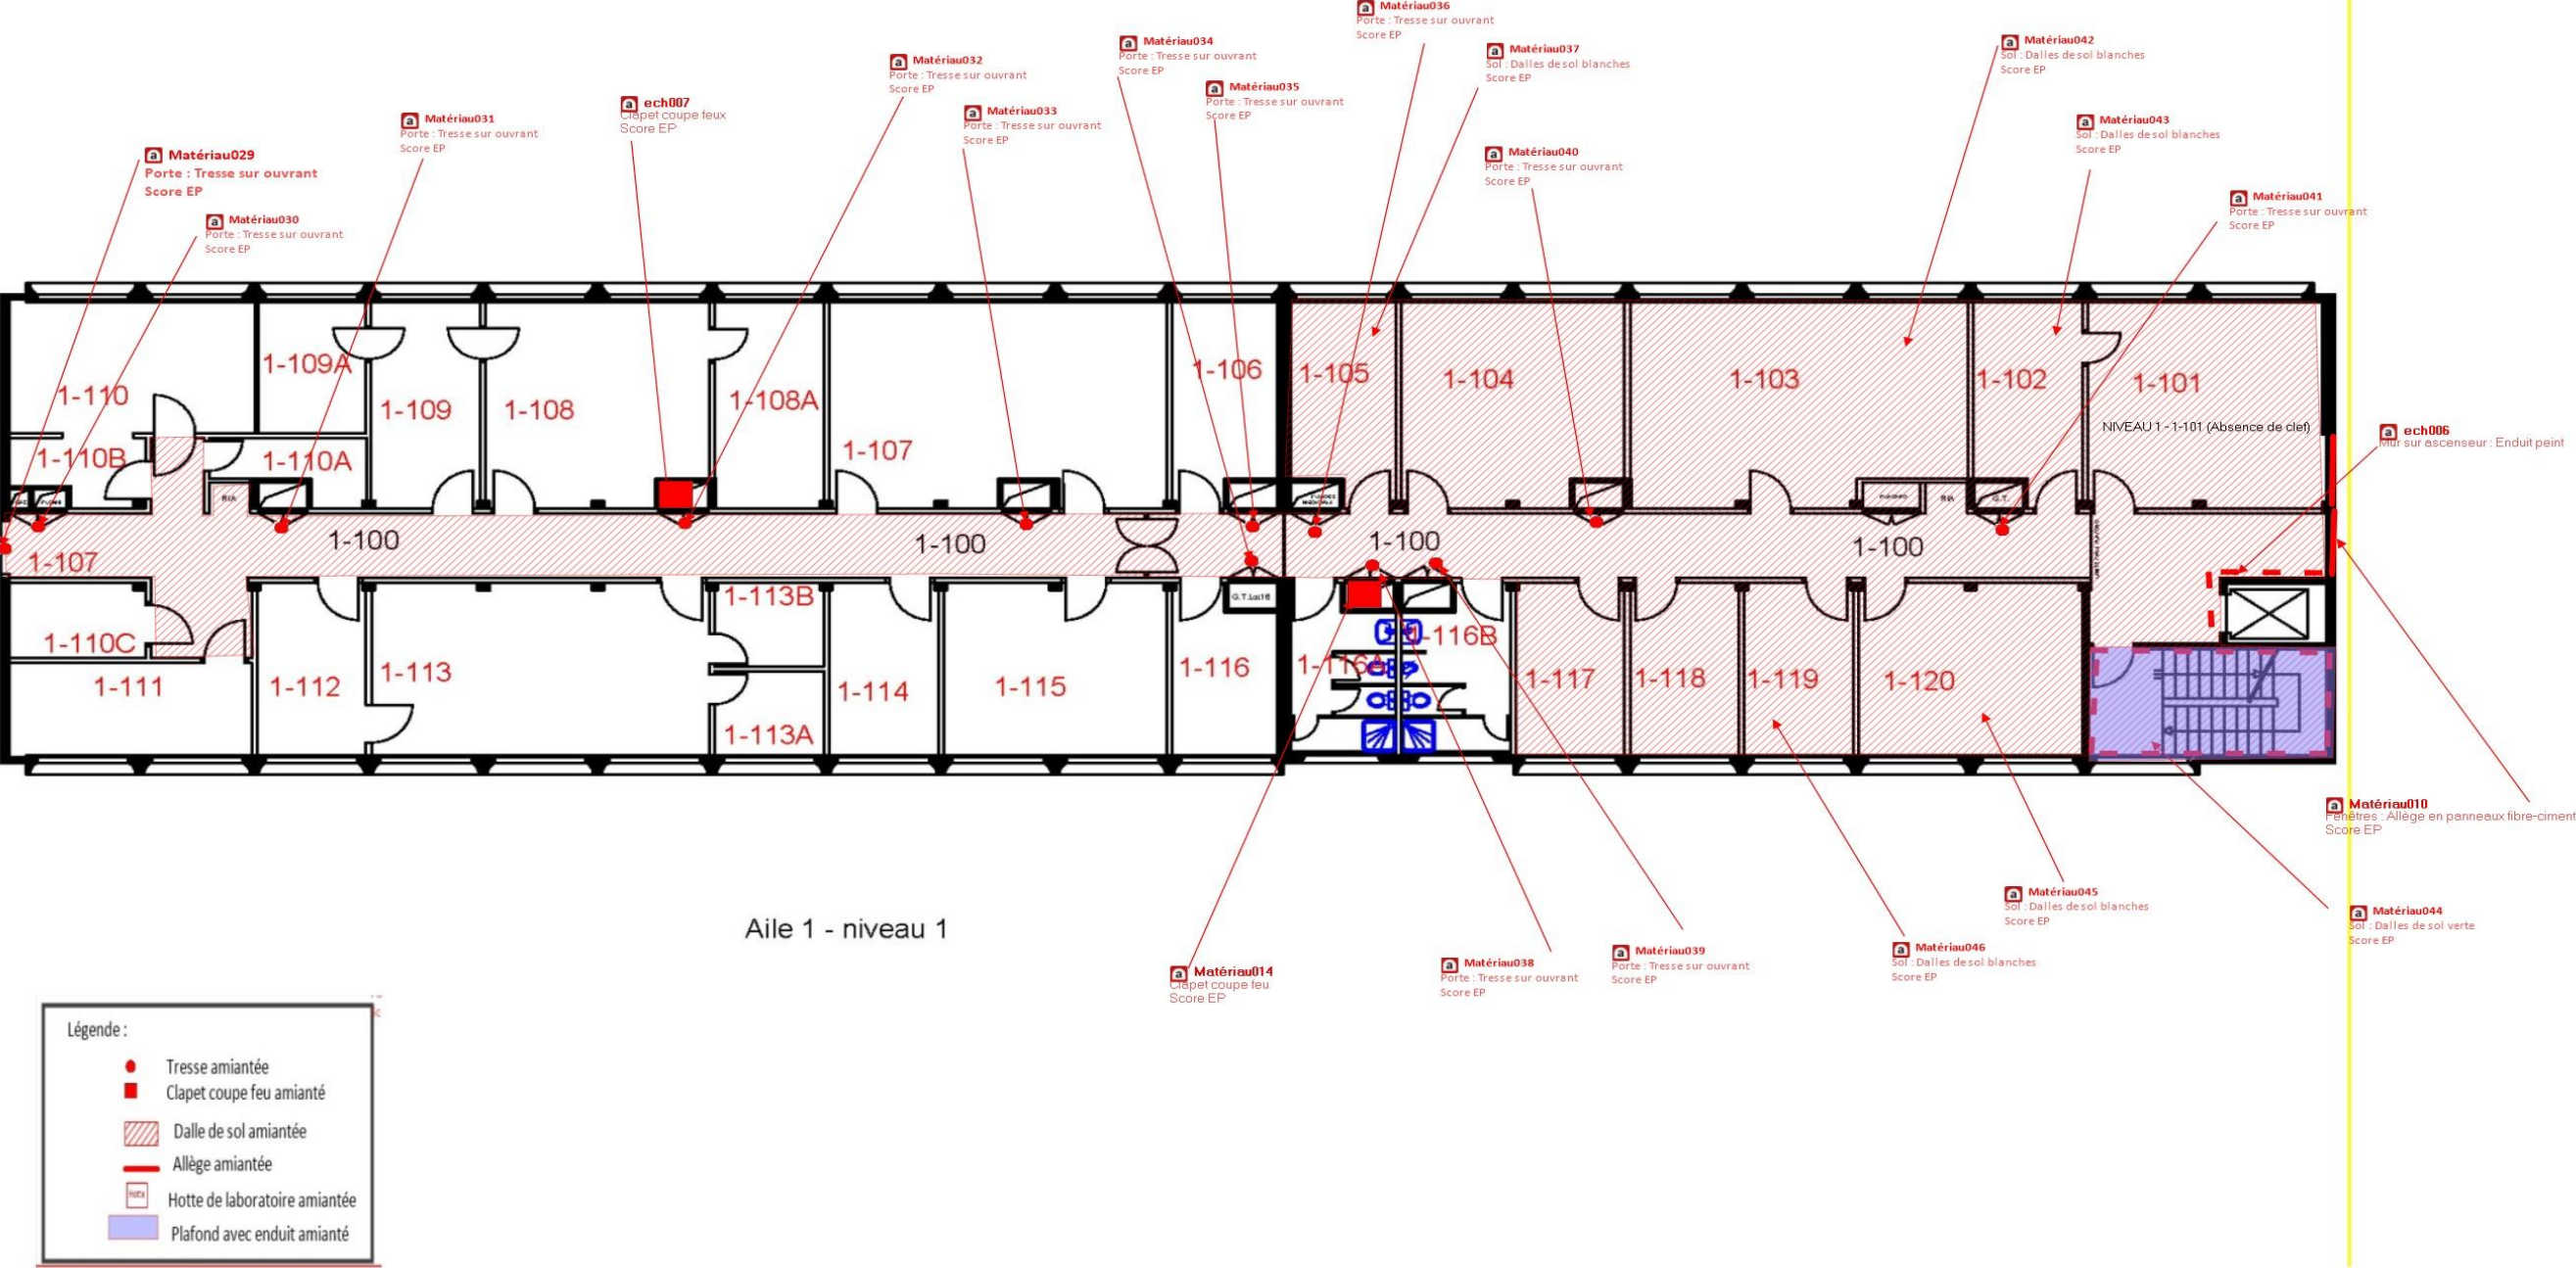 a Matériau036
Porte : Tresse sur ouvrant
Score EP
a Matériau034
Porte : Tresse sur ouvrant
Score EP
a Matériau037
Sol : Dalles de sol blanches
Score EP
a Matériau042
Sol : Dalles de sol blanches
Score EP
a Matériau032
Porte : Tresse sur ouvrant
Score EP
a Matériau035
Porte : Tresse sur ouvrant
Score EP
a ech007
Clapet coupe feux
Score EP
a Matériau033
Porte : Tresse sur ouvrant
Score EP
a Matériau031
Porte : Tresse sur ouvrant
Score EP
a Matériau043
Sol : Dalles de sol blanches
Score EP
a Matériau029
Porte : Tresse sur ouvrant
Score EP
a Matériau040
Porte : Tresse sur ouvrant
Score EP
a Matériau041
Porte : Tresse sur ouvrant
Score EP
a Matériau030
Porte : Tresse sur ouvrant
Score EP
1-110
1-109A
1-109
1-108
1-108A
1-107
1-106
1-105
1-104
1-103
1-102
1-101
NIVEAU 1 - 1-101 (Absence de clef)
a ech006
Mur sur ascenseur : Enduit peint
1-110B
1-110A
RIA
RIA
G.T.
1-107
1-100
1-100
1-100
1-100
1-110C
1-111
1-112
1-113
1-113B
1-113A
1-114
1-115
1-116
G.T.Lot16
1-116A
1-116B
1-117
1-118
1-119
1-120
a Matériau010
Fenêtres : Allège en panneaux fibre-ciment
Score EP
a Matériau045
Sol : Dalles de sol blanches
Score EP
a Matériau044
Sol : Dalles de sol verte
Score EP
Aile 1 - niveau 1
a Matériau014
Clapet coupe feu
Score EP
a Matériau038
Porte : Tresse sur ouvrant
Score EP
a Matériau039
Porte : Tresse sur ouvrant
Score EP
a Matériau046
Sol : Dalles de sol blanches
Score EP
Légende :
Tresse amiantée
Clapet coupe feu amianté
Dalle de sol amiantée
Allège amiantée
Hotte de laboratoire amiantée
Plafond avec enduit amianté